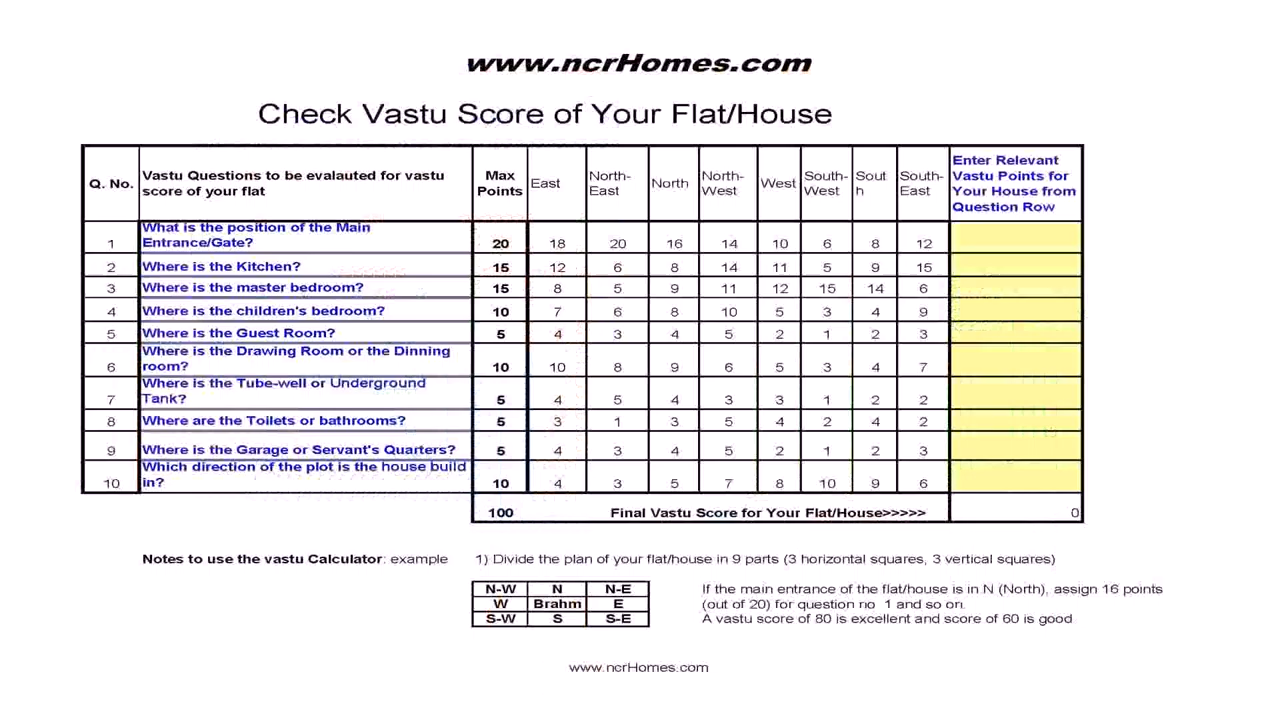 www.ncrHomes.com
Check Vastu Score of Your Flat/House
Q. No. Vastu Questions to be evalauted for vastu score of your flat Max Points East North-East North North-West West South-West Sout h South-East Enter Relevant Vastu Points for Your House from Question Row
1 What is the position of the Main Entrance/Gate? 20 18 20 16 14 10 6 8 12
2 Where is the Kitchen? 15 12 6 8 14 11 5 9 15
3 Where is the master bedroom? 15 8 5 9 11 12 15 14 6
4 Where is the children's bedroom? 10 7 6 8 10 5 3 4 9
5 Where is the Guest Room? 5 4 3 4 5 2 1 2 3
6 Where is the Drawing Room or the Dinning room? 10 10 8 9 6 5 3 4 7
7 Where is the Tube-well or Underground Tank? 5 4 5 4 3 3 1 2 2
8 Where are the Toilets or bathrooms? 5 3 1 3 5 4 2 4 2
9 Where is the Garage or Servant's Quarters? 5 4 3 4 5 2 1 2 3
10 Which direction of the plot is the house build in? 10 4 3 5 7 8 10 9 6
100 Final Vastu Score for Your Flat/House>>>>> 0
Notes to use the vastu Calculator: example 1) Divide the plan of your flat/house in 9 parts (3 horizontal squares, 3 vertical squares)
N-W N N-E If the main entrance of the flat/house is in N (North), assign 16 points
W Brahm E (out of 20) for question no 1 and so on.
S-W S S-E A vastu score of 80 is excellent and score of 60 is good
www.ncrHomes.com